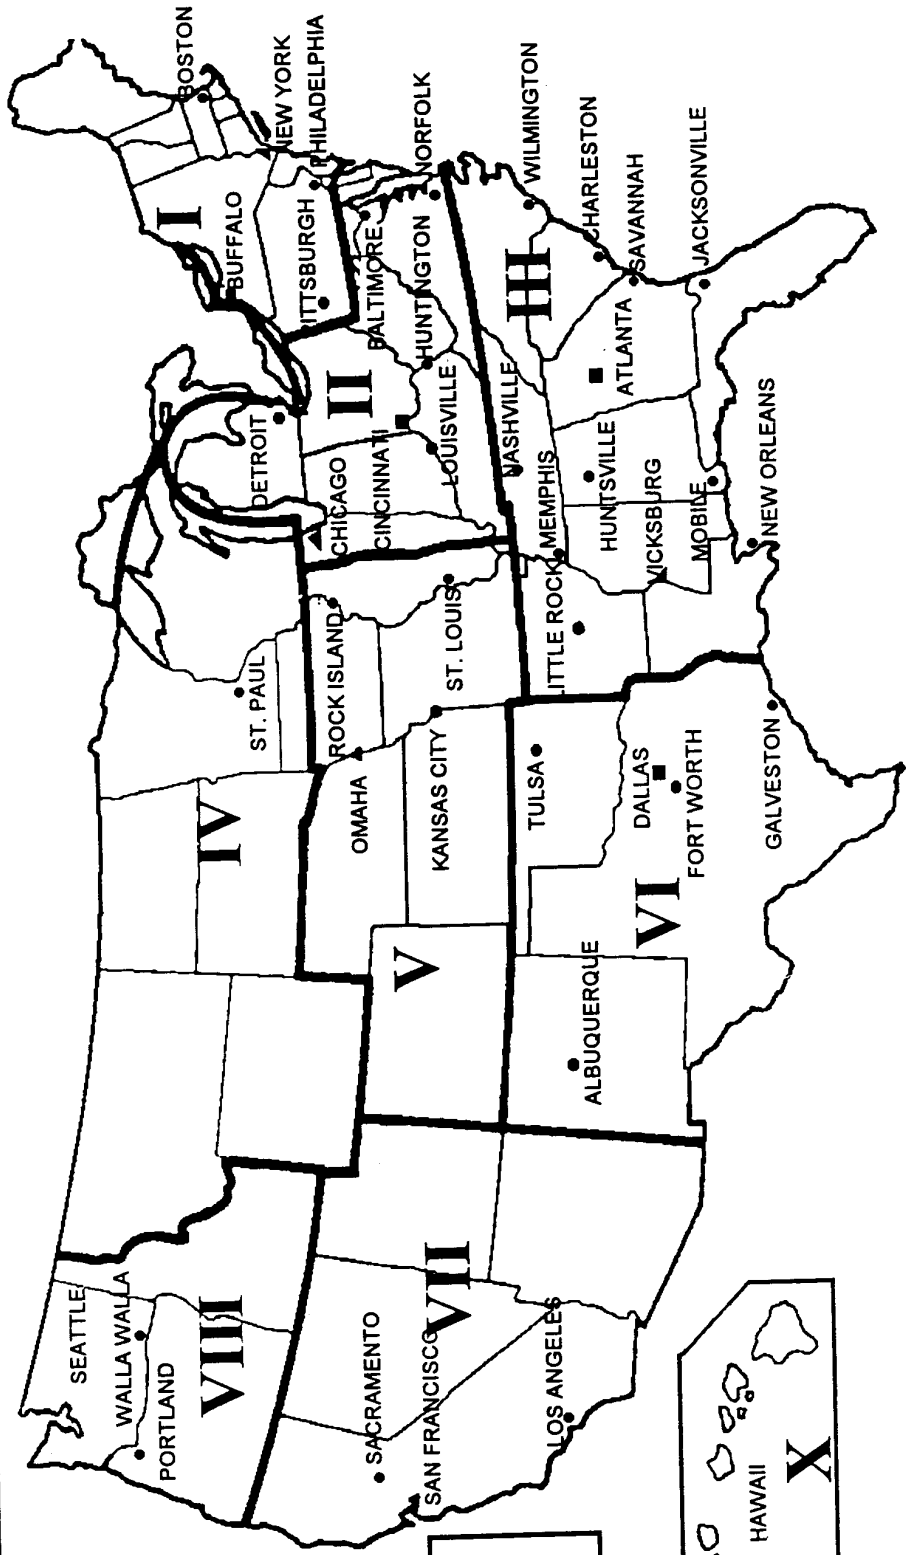 SEATTLE
WALLA WALLA
PORTLAND
VIII
SACRAMENTO
SAN FRANCISCO
VII
LOS ANGELES
IV
ST. PAUL
OMAHA
ROCK ISLAND
KANSAS CITY
ST. LOUIS
V
ALBUQUERQUE
TULSA
DALLAS
FORT WORTH
VI
GALVESTON
DETROIT
CHICAGO
CINCINNATI
II
LOUISVILLE
HUNTINGTON
BALTIMORE
NORFOLK
I
BUFFALO
ITTSBURGH
BOSTON
NEW YORK
PHILADELPHIA
NASHVILLE
MEMPHIS
LITTLE ROCK
III
WILMINGTON
CHARLESTON
SAVANNAH
ATLANTA
HUNTSVILLE
VICKSBURG
MOBILE
JACKSONVILLE
NEW ORLEANS
HAWAII
X